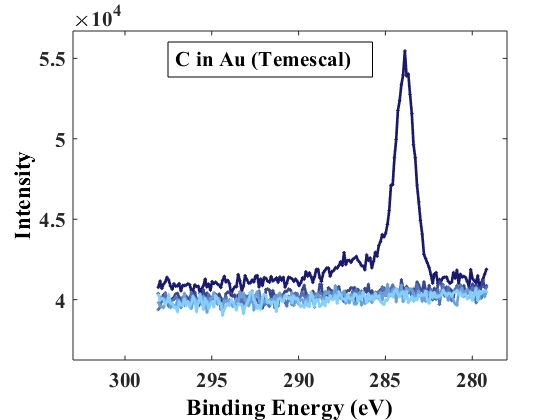 ×10⁴
C in Au (Temescal)
5.5
5
4.5
4
Intensity
300 295 290 285 280
Binding Energy (eV)